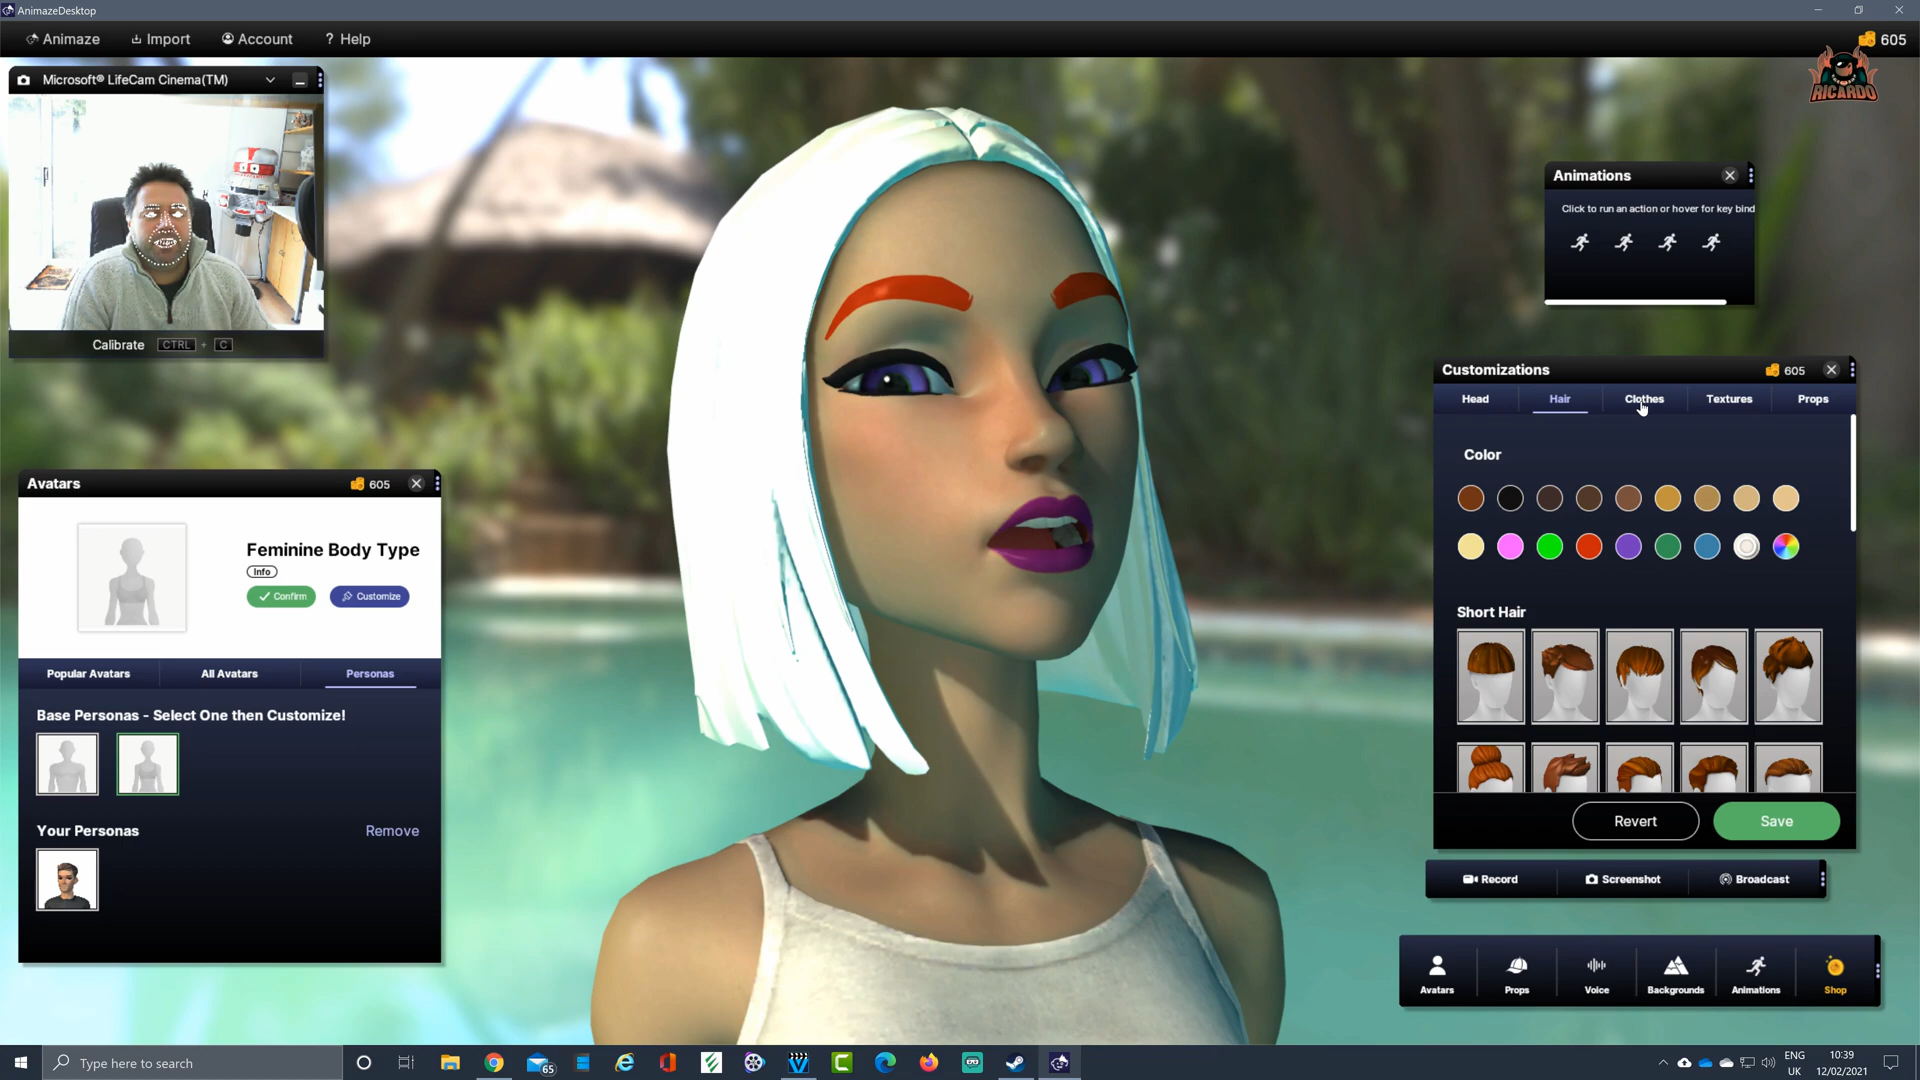 AnimazeDesktop
Animaze
Import
Account
? Help
605
RICARDO
Microsoft® LifeCam Cinema(TM)
Calibrate CTRL + C
Animations
Click to run an action or hover for key bind
Customizations
605
Head
Hair
Clothes
Textures
Props
Color
Short Hair
Revert
Save
Avatars
605
Feminine Body Type
Info
Confirm
Customize
Popular Avatars
All Avatars
Personas
Base Personas - Select One then Customize!
Your Personas
Remove
Record
Screenshot
Broadcast
Avatars
Props
Voice
Backgrounds
Animations
Shop
Type here to search
65
ENG
UK
10:39
12/02/2021